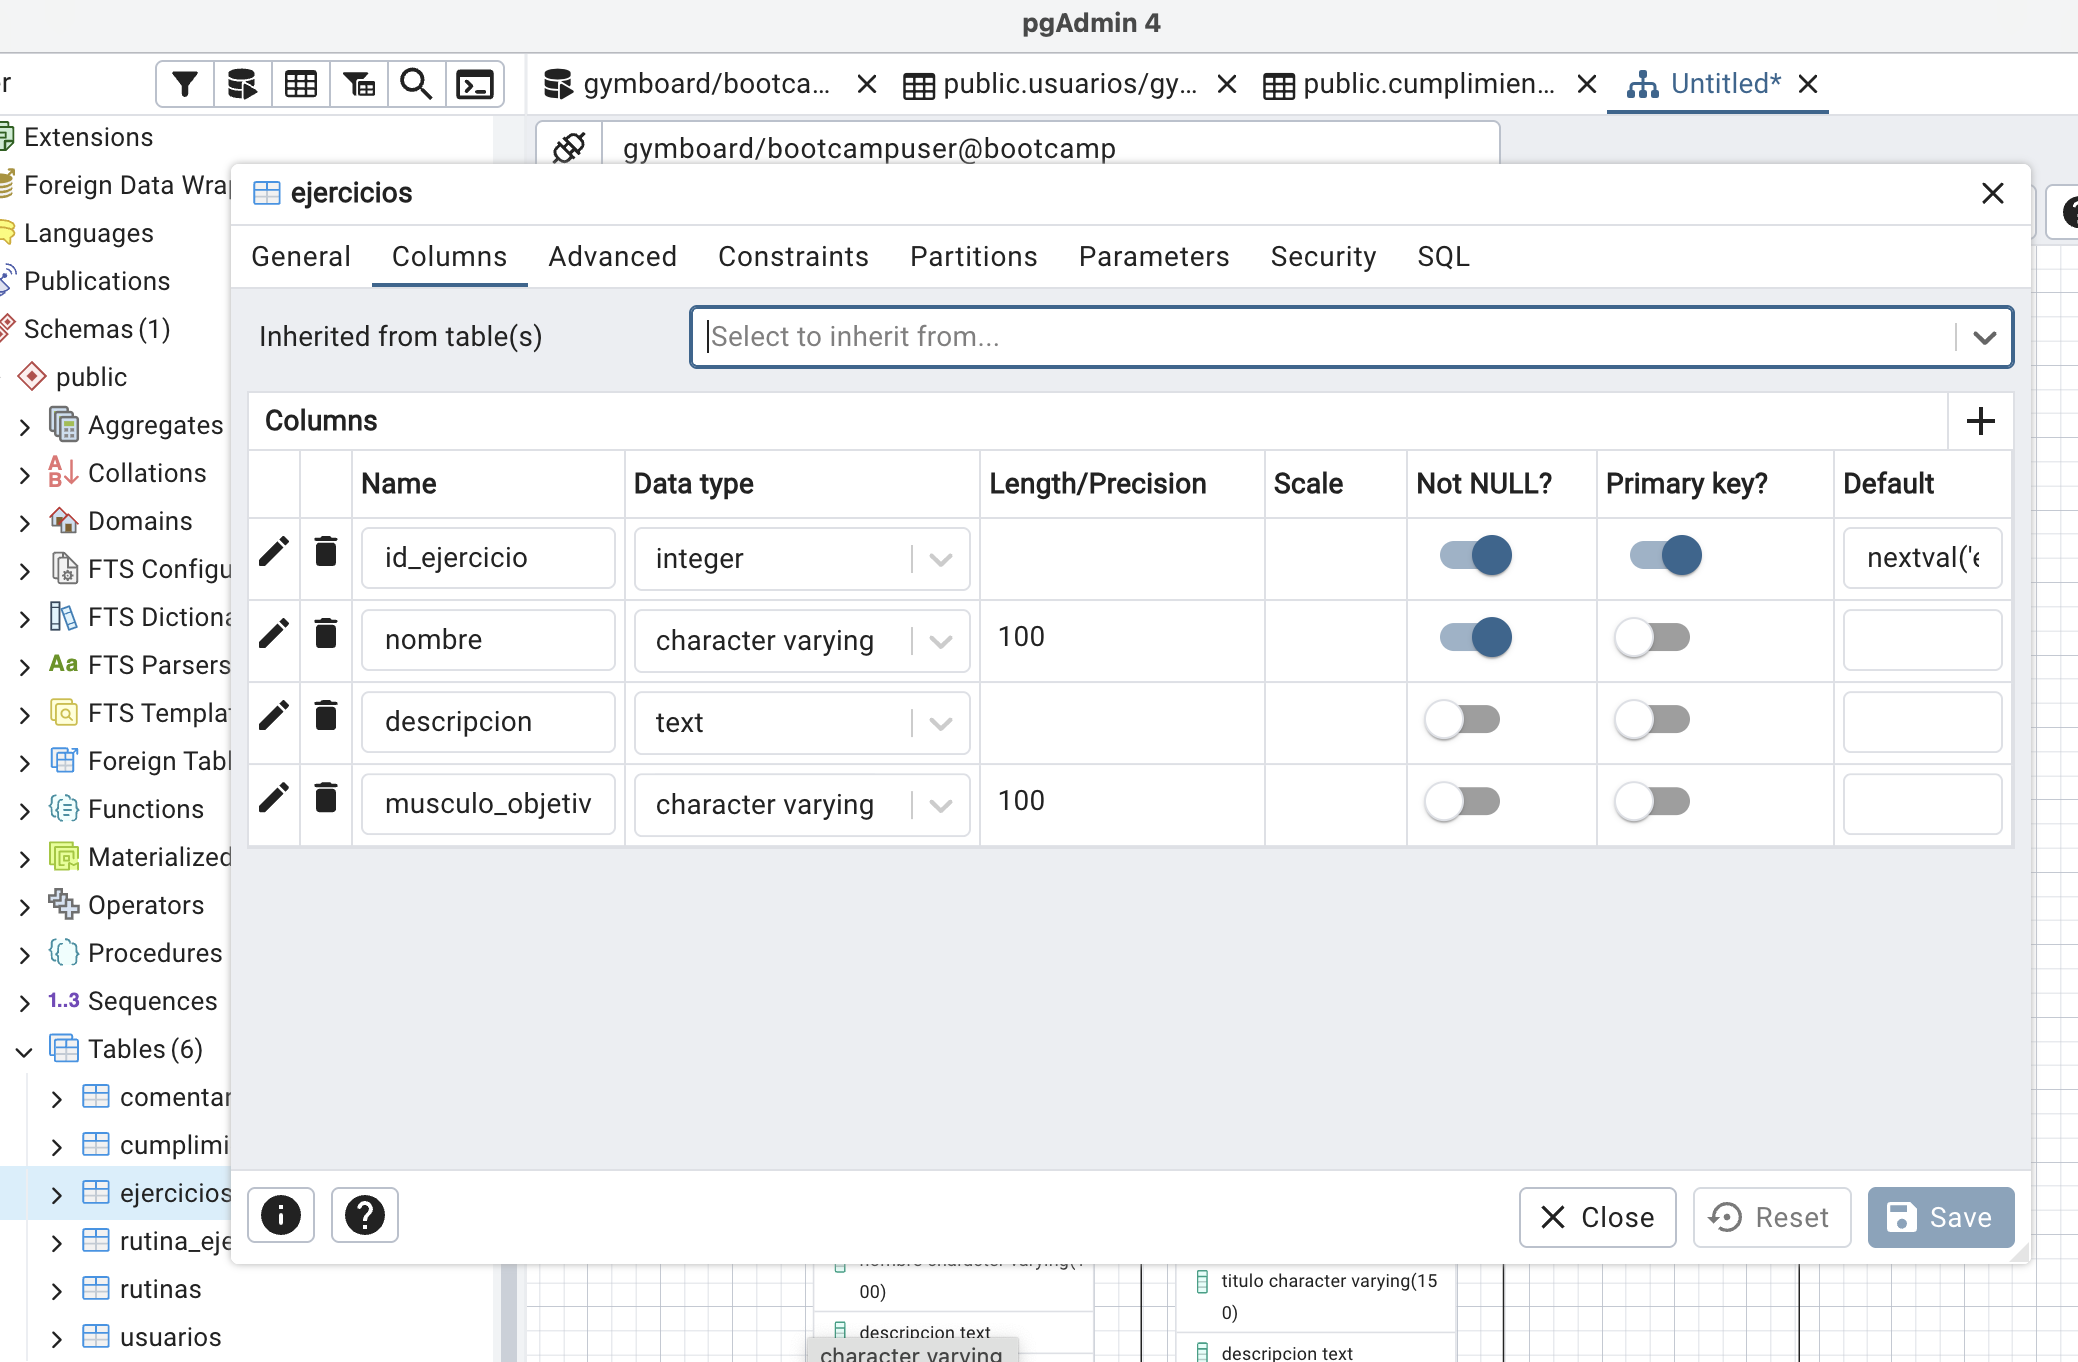 pgAdmin 4
r
gymboard/bootca...
public.usuarios/gy...
public.cumplimien...
Untitled*
gymboard/bootcampuser@bootcamp
Extensions
Foreign Data Wrap
Languages
Publications
Schemas (1)
public
Aggregates
Collations
Domains
FTS Configu
FTS Dictiona
FTS Parsers
FTS Templat
Foreign Tabl
Functions
Materialized
Operators
Procedures
1..3 Sequences
Tables (6)
comentar
cumplimi
ejercicios
rutina_eje
rutinas
usuarios
ejercicios
General Columns Advanced Constraints Partitions Parameters Security SQL
Inherited from table(s)
Select to inherit from...
Columns
Name Data type Length/Precision Scale Not NULL? Primary key? Default
id_ejercicio integer nextval('e
nombre character varying 100
descripcion text
musculo_objetiv character varying 100
Close Reset Save
nombre character varying(1
00)
descripcion text
character varying
titulo character varying(15
0)
descripcion text